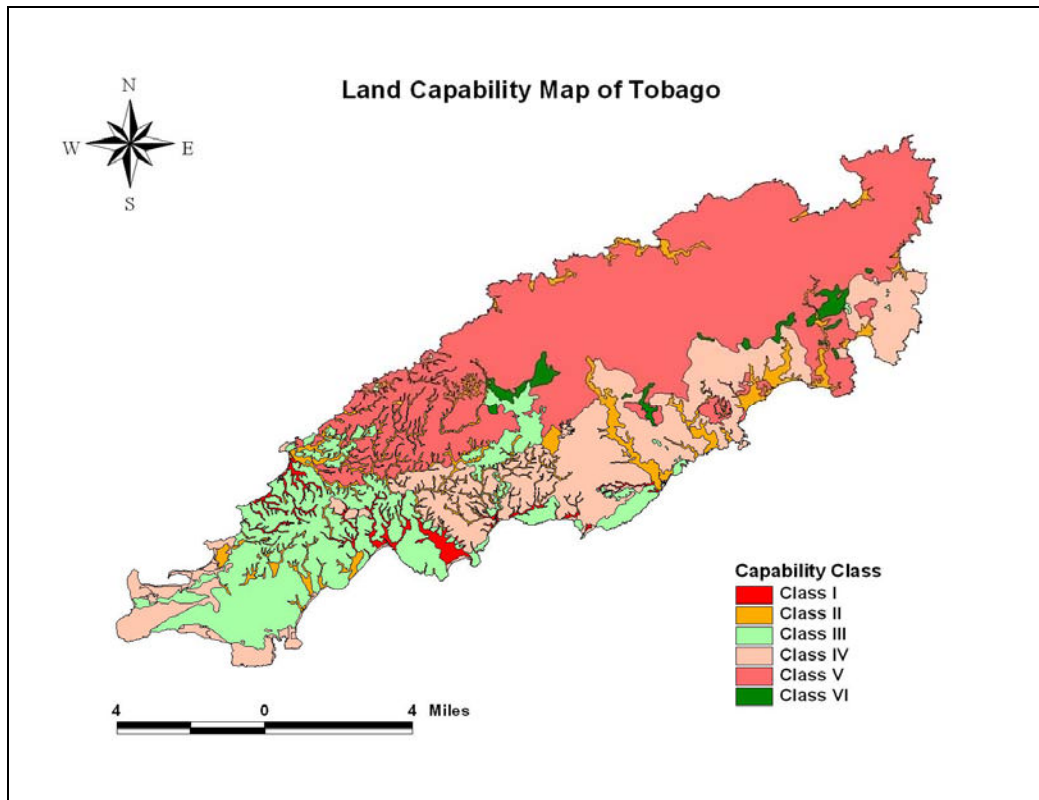 Land Capability Map of Tobago
N
W E
S
Capability Class
Class I
Class II
Class III
Class IV
Class V
Class VI
4 0 4 Miles